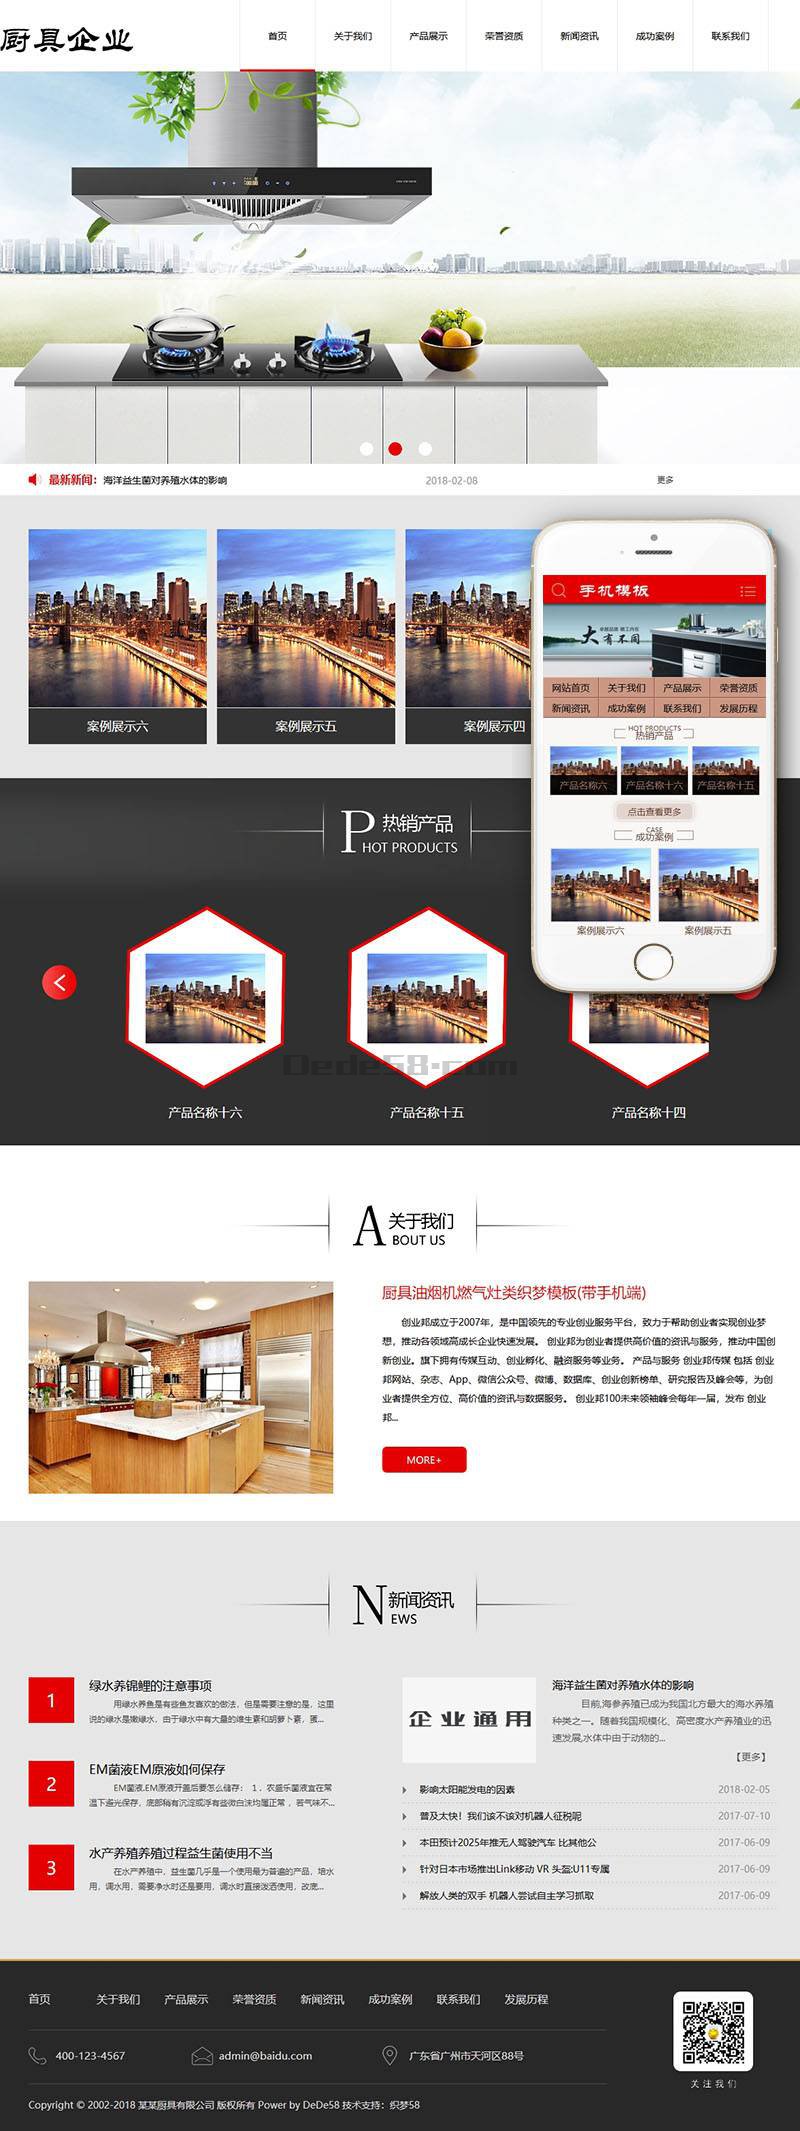 厨具企业
首页 关于我们 产品展示 荣誉资质 新闻资讯 成功案例 联系我们
最新新闻: 海洋益生菌对养殖水体的影响 2018-02-08 更多
案例展示六 案例展示五 案例展示四
手机模板
大有不同
网站首页 关于我们 产品展示 荣誉资质
新闻资讯 成功案例 联系我们 发展历程
HOT PRODUCTS
热销产品
产品名称六 产品名称十六 产品名称十五
点击查看更多
CASE
成功案例
案例展示六 案例展示五
P 热销产品
HOT PRODUCTS
Dede58.com
产品名称十六 产品名称十五 产品名称十四
A 关于我们
BOUT US
厨具油烟机燃气灶类织梦模板(带手机端)
创业邦成立于2007年，是中国领先的专业创业服务平台，致力于帮助创业者实现创业梦
想，推动各领域高成长企业快速发展。 创业邦为创业者提供高价值的资讯与服务，推动中国创
新创业。旗下拥有传媒互动、创业孵化、融资服务等业务。 产品与服务 创业邦传媒 包括 创业
邦网站、杂志、App、微信公众号、微博、数据库、创业创新榜单、研究报告及峰会等，为创
业者提供全方位、高价值的资讯与数据服务。 创业邦100未来领袖峰会每年一届，发布 创业
邦...
MORE+
N 新闻资讯
EWS
1 绿水养锦鲤的注意事项
用绿水养鱼是有些鱼友喜欢的做法，但是需要注意的是，这里
说的绿水是嫩绿水，由于绿水中有大量的维生素和胡萝卜素，蛋...
2 EM菌液EM原液如何保存
EM菌液,EM原液开盖后要怎么储存： 1 ，农盛乐菌液宜在常
温下避光保存，底部稍有沉淀或浮有些微白沫均属正常 ，若气味不...
3 水产养殖养殖过程益生菌使用不当
在水产养殖中，益生菌几乎是一个使用最为普遍的产品，培水
用，调水用，需要净水时还是要用，调水时直接泼洒使用，改底...
企业通用
海洋益生菌对养殖水体的影响
目前,海参养殖已成为我国北方最大的海水养殖
种类之一。随着我国规模化、高密度水产养殖业的迅
速发展,水体中由于动物的...
【更多】
影响太阳能发电的因素 2018-02-05
普及太快！我们该不该对机器人征税呢 2017-07-10
本田预计2025年推无人驾驶汽车 比其他公 2017-06-09
针对日本市场推出Link移动 VR 头盔:U11专属 2017-06-09
解放人类的双手 机器人尝试自主学习抓取 2017-06-09
首页 关于我们 产品展示 荣誉资质 新闻资讯 成功案例 联系我们 发展历程
400-123-4567 admin@baidu.com 广东省广州市天河区88号
关注我们
Copyright © 2002-2018 某某厨具有限公司 版权所有 Power by DeDe58 技术支持：织梦58